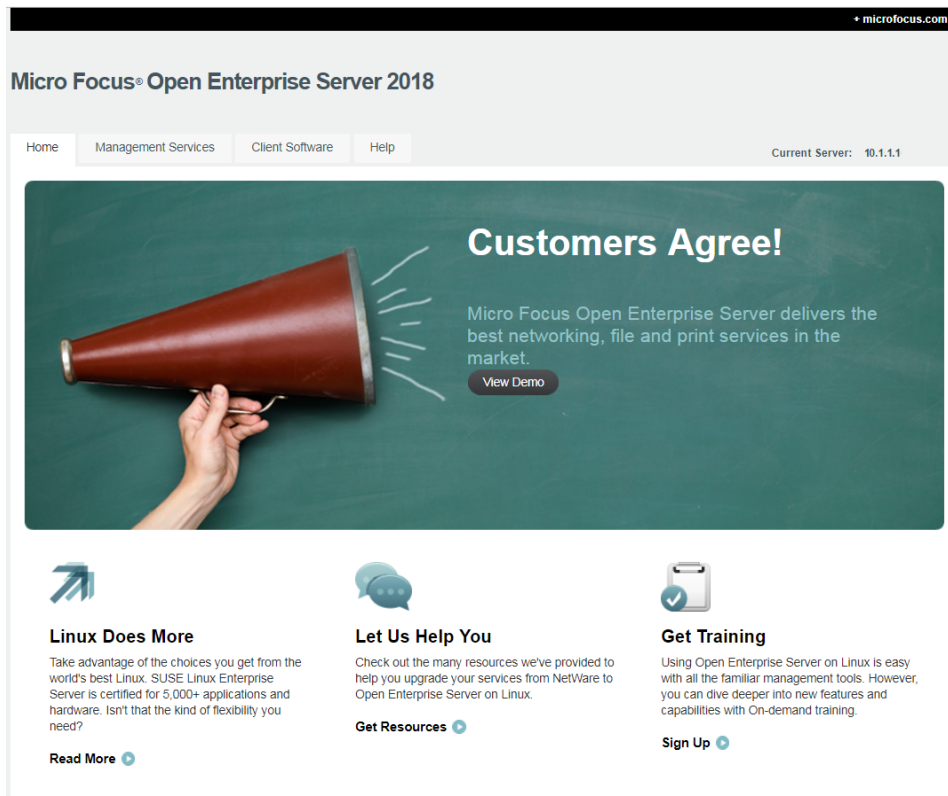 + microfocus.com
Micro Focus® Open Enterprise Server 2018
Home Management Services Client Software Help
Current Server: 10.1.1.1
Customers Agree!
Micro Focus Open Enterprise Server delivers the
best networking, file and print services in the
market.
View Demo
Linux Does More
Take advantage of the choices you get from the
world's best Linux. SUSE Linux Enterprise
Server is certified for 5,000+ applications and
hardware. Isn't that the kind of flexibility you
need?
Read More
Let Us Help You
Check out the many resources we've provided to
help you upgrade your services from NetWare to
Open Enterprise Server on Linux.
Get Resources
Get Training
Using Open Enterprise Server on Linux is easy
with all the familiar management tools. However,
you can dive deeper into new features and
capabilities with On-demand training.
Sign Up